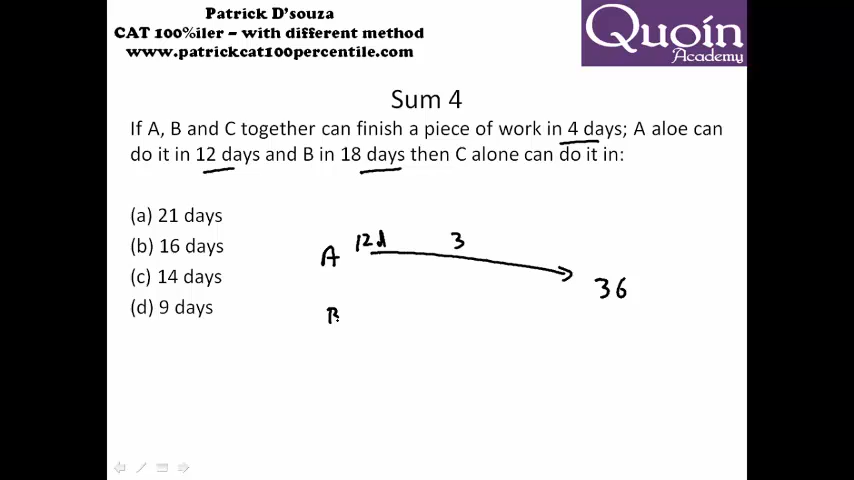 Patrick D'souza
CAT 100%iler – with different method
www.patrickcat100percentile.com
Quoin
Academy
Sum 4
If A, B and C together can finish a piece of work in 4 days; A aloe can
do it in 12 days and B in 18 days then C alone can do it in:
(a) 21 days
(b) 16 days
(c) 14 days
(d) 9 days
A 12d 3
36
B